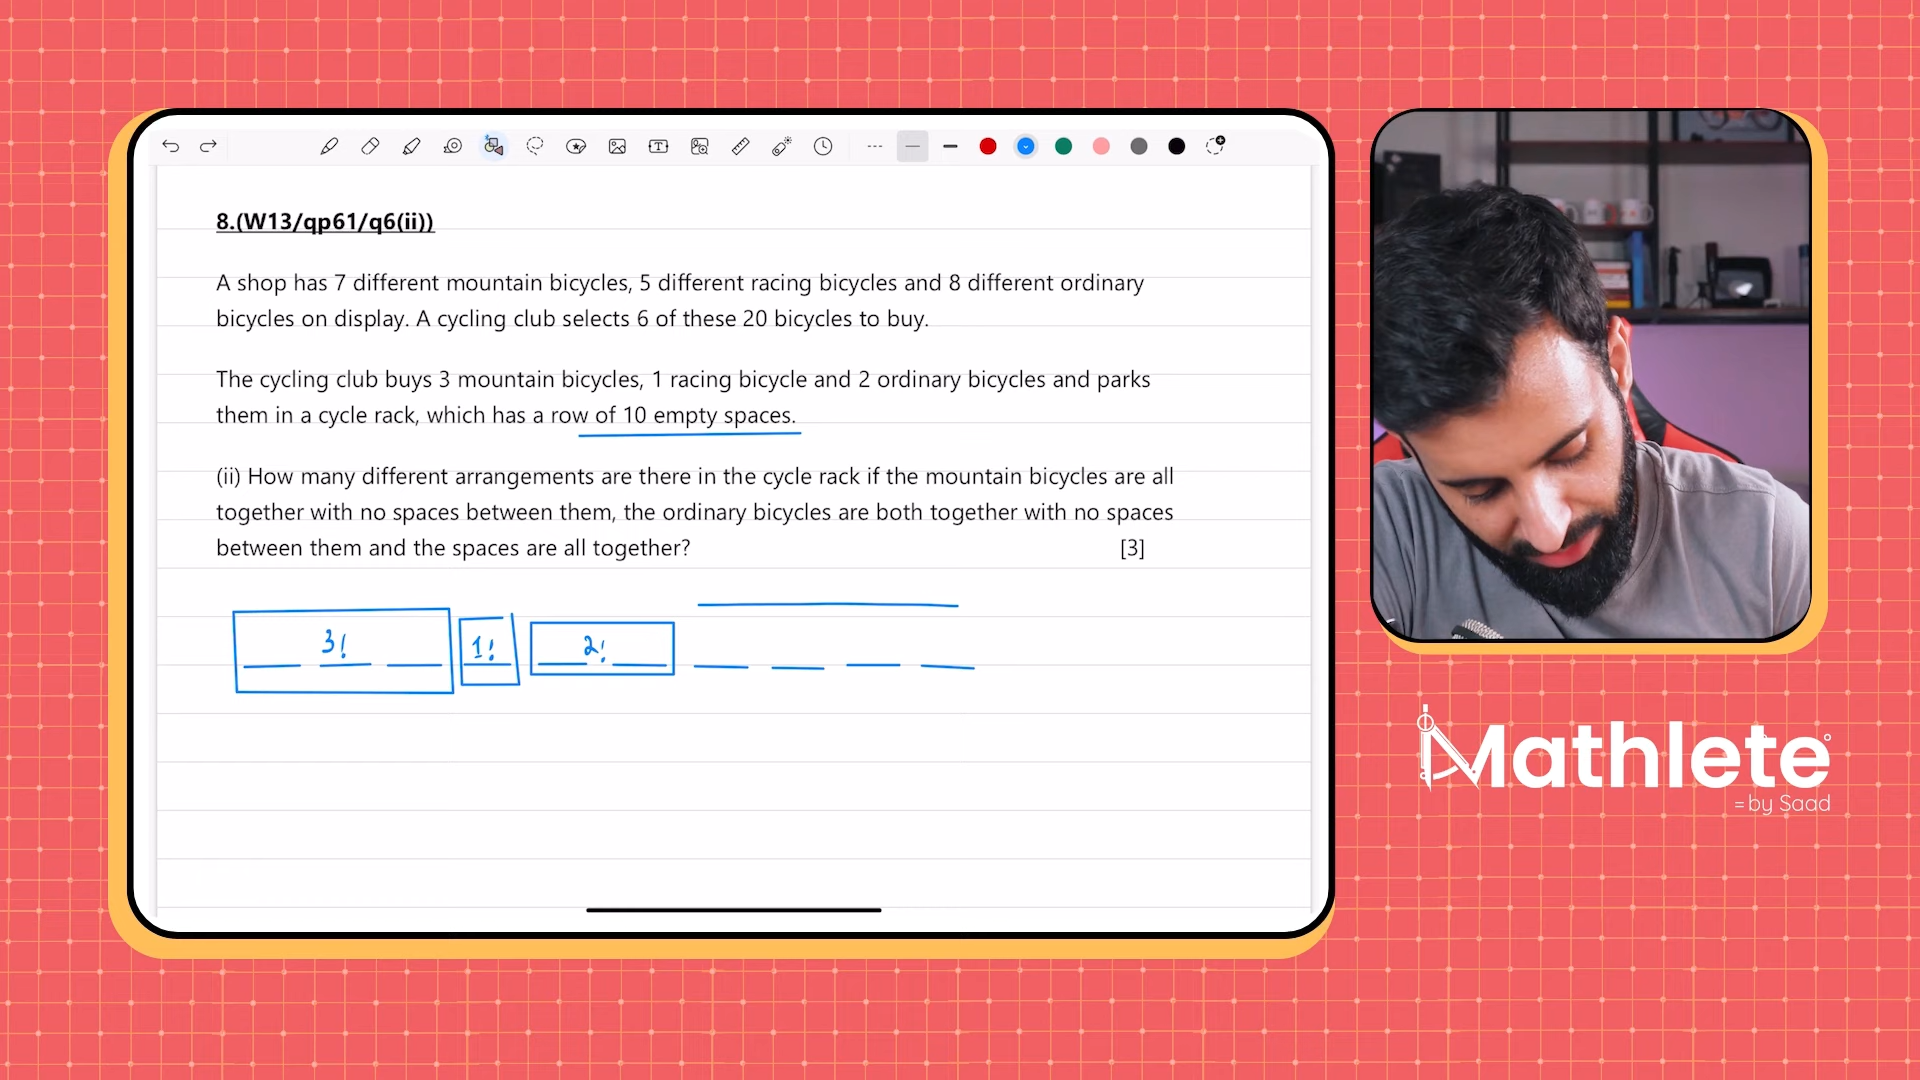 8.(W13/qp61/q6(ii))
A shop has 7 different mountain bicycles, 5 different racing bicycles and 8 different ordinary
bicycles on display. A cycling club selects 6 of these 20 bicycles to buy.
The cycling club buys 3 mountain bicycles, 1 racing bicycle and 2 ordinary bicycles and parks
them in a cycle rack, which has a row of 10 empty spaces.
(ii) How many different arrangements are there in the cycle rack if the mountain bicycles are all
together with no spaces between them, the ordinary bicycles are both together with no spaces
between them and the spaces are all together? [3]
3! 1! 2!
Mathlete
=by Saad